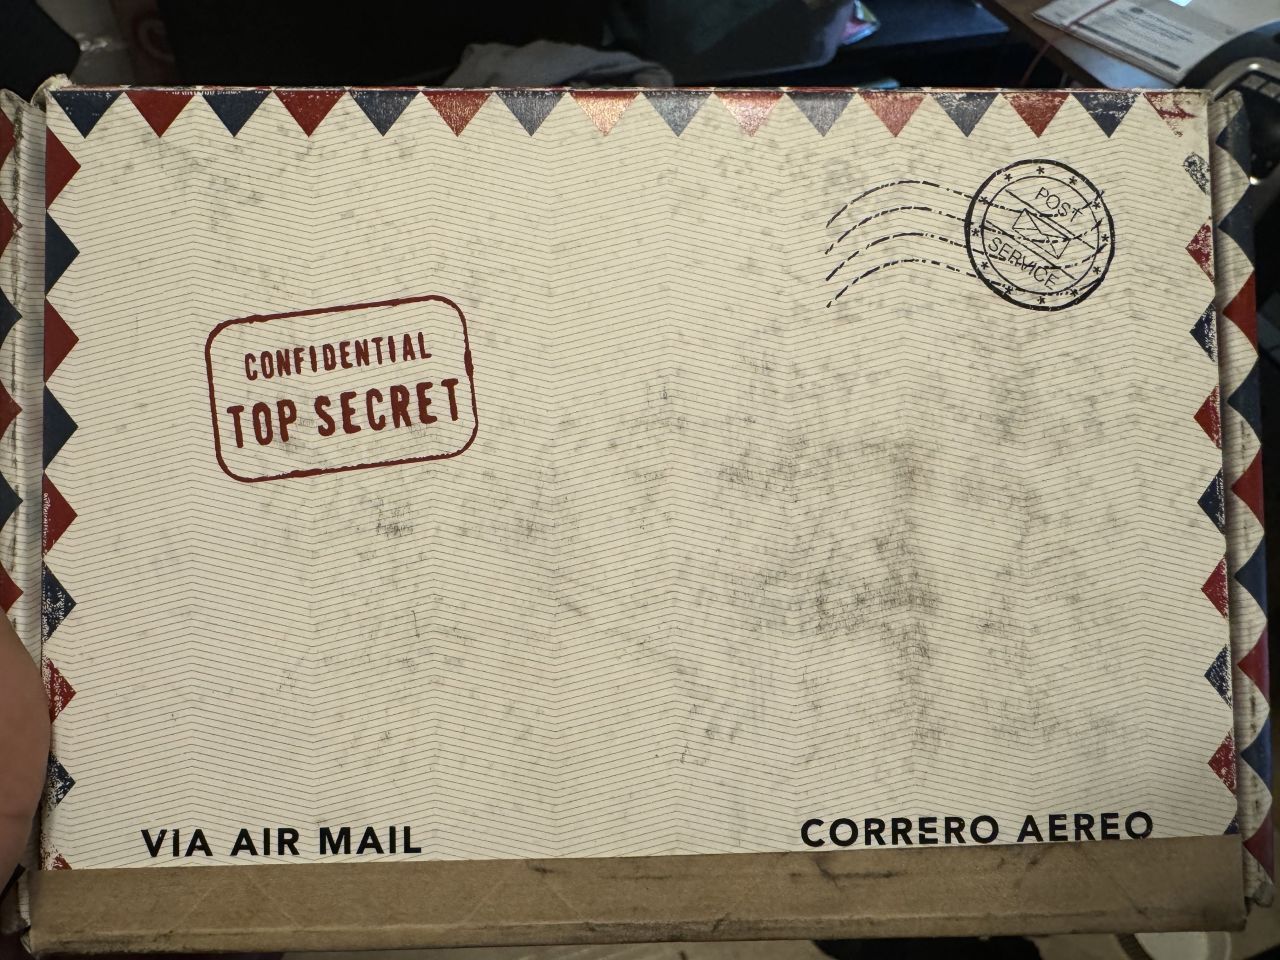 POST
SERVICE
CONFIDENTIAL
TOP SECRET
VIA AIR MAIL
CORRERO AEREO